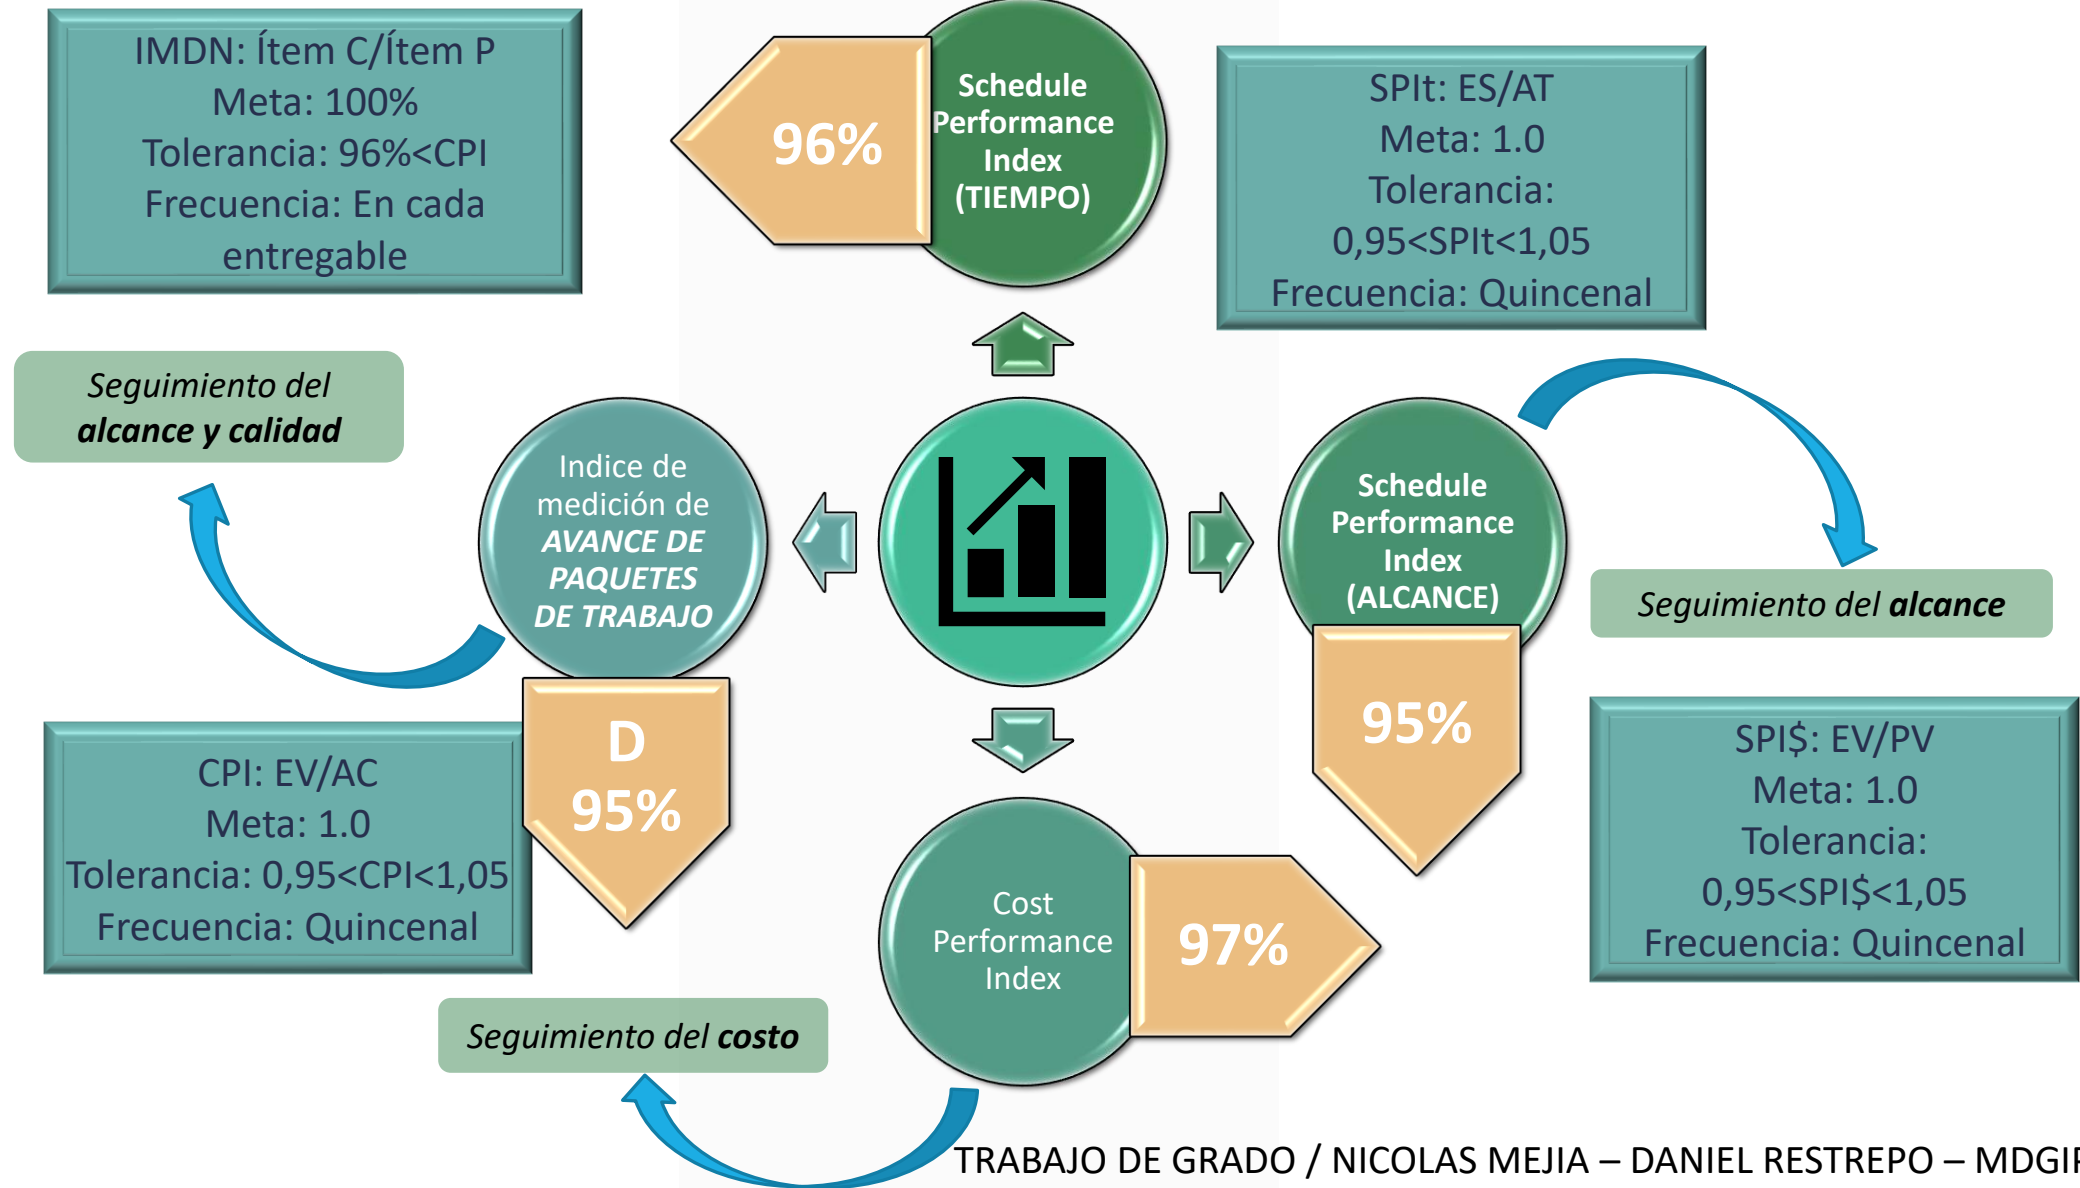 IMDN: Ítem C/Ítem P
Meta: 100%
Tolerancia: 96%<CPI
Frecuencia: En cada
entregable
96%
Schedule
Performance
Index
(TIEMPO)
SPIt: ES/AT
Meta: 1.0
Tolerancia:
0,95<SPIt<1,05
Frecuencia: Quincenal
Seguimiento del
alcance y calidad
Indice de
medición de
AVANCE DE
PAQUETES
DE TRABAJO
D
95%
Schedule
Performance
Index
(ALCANCE)
95%
Seguimiento del alcance
CPI: EV/AC
Meta: 1.0
Tolerancia: 0,95<CPI<1,05
Frecuencia: Quincenal
Cost
Performance
Index
97%
SPI$: EV/PV
Meta: 1.0
Tolerancia:
0,95<SPI$<1,05
Frecuencia: Quincenal
Seguimiento del costo
TRABAJO DE GRADO / NICOLAS MEJIA – DANIEL RESTREPO – MDGIP